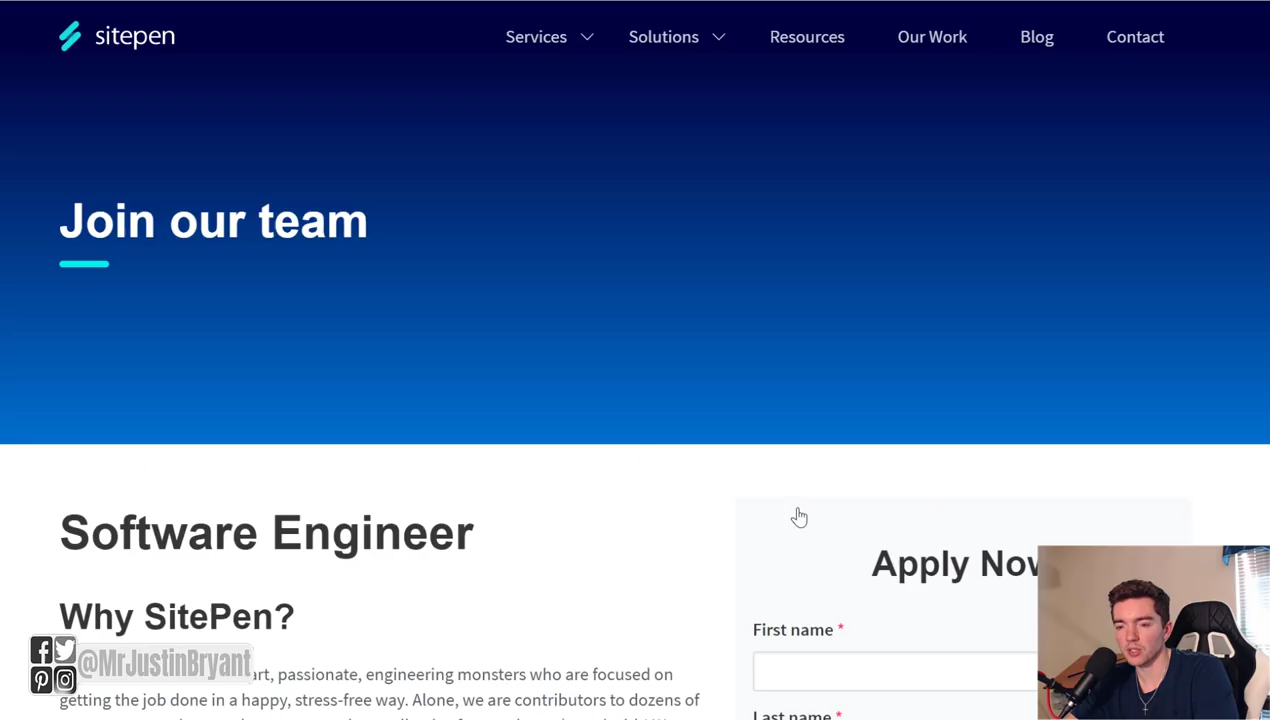 sitepen
Services
Solutions
Resources
Our Work
Blog
Contact
Join our team
Software Engineer
Why SitePen?
art, passionate, engineering monsters who are focused on
getting the job done in a happy, stress-free way. Alone, we are contributors to dozens of
Apply Now
First name *
Last name *
@MrJustinBryant